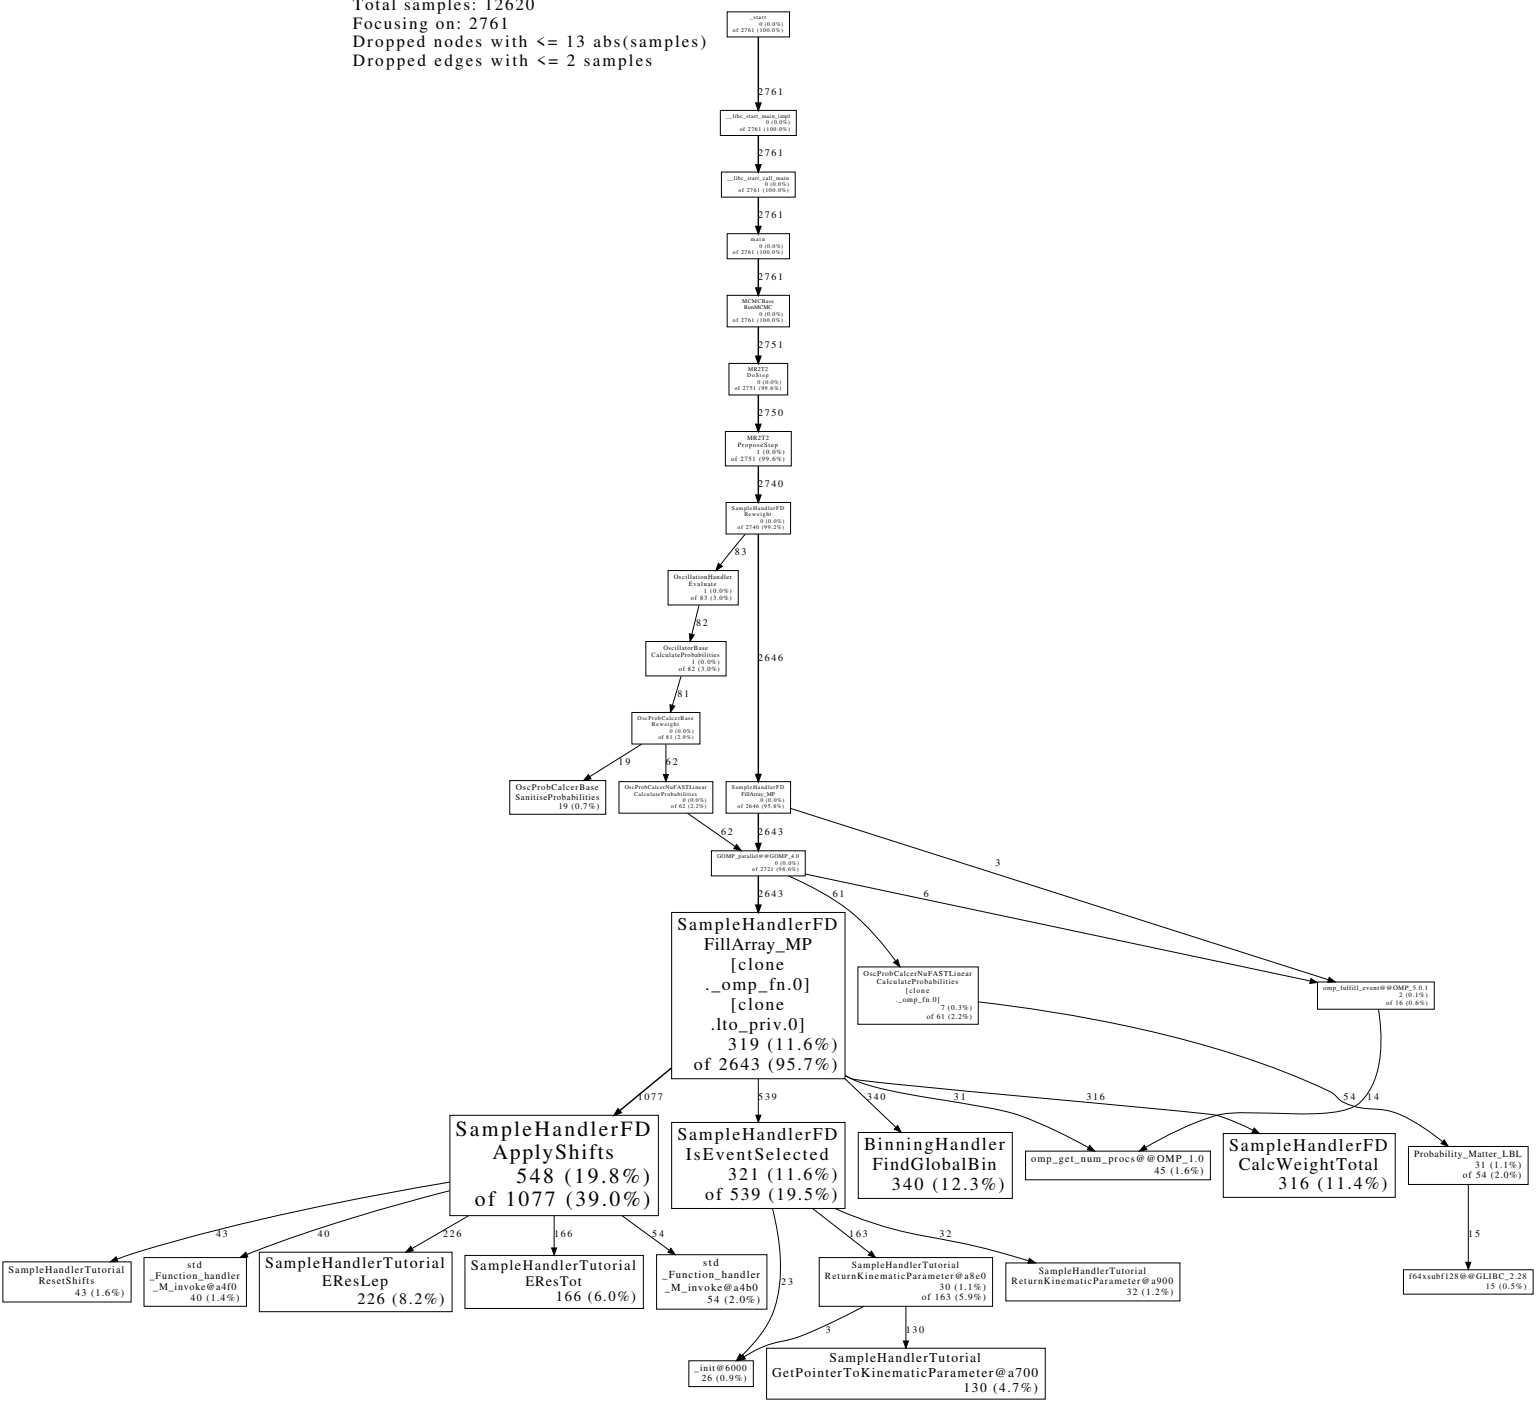 Total samples: 12620
Focusing on: 2761
Dropped nodes with <= 13 abs(samples)
Dropped edges with <= 2 samples
_start
0 (0.0%)
of 2761 (100.0%)
2761
__libc_start_main_impl
0 (0.0%)
of 2761 (100.0%)
2761
__libc_start_call_main
0 (0.0%)
of 2761 (100.0%)
2761
main
0 (0.0%)
of 2761 (100.0%)
2761
MCMCBase
RunMCMC
0 (0.0%)
of 2761 (100.0%)
2751
MR2T2
DoStep
0 (0.0%)
of 2751 (99.6%)
2750
MR2T2
ProposeStep
1 (0.0%)
of 2751 (99.6%)
2740
SampleHandlerFD
Reweight
0 (0.0%)
of 2740 (99.2%)
83
OscillationHandler
Evaluate
1 (0.0%)
of 83 (3.0%)
82
OscillatorBase
CalculateProbabilities
1 (0.0%)
of 82 (3.0%)
2646
81
OscProbCalcerBase
Reweight
0 (0.0%)
of 81 (2.9%)
19
62
OscProbCalcerBase
SanitiseProbabilities
19 (0.7%)
OscProbCalcerNuFASTLinear
CalculateProbabilities
0 (0.0%)
of 62 (2.2%)
SampleHandlerFD
FillArray_MP
0 (0.0%)
of 2646 (95.8%)
62
2643
3
GOMP_parallel@@GOMP_4.0
0 (0.0%)
of 2721 (98.6%)
2643
61
6
SampleHandlerFD
FillArray_MP
[clone
._omp_fn.0]
[clone
.lto_priv.0]
319 (11.6%)
of 2643 (95.7%)
OscProbCalcerNuFASTLinear
CalculateProbabilities
[clone
._omp_fn.0]
7 (0.3%)
of 61 (2.2%)
omp_fulfill_event@@OMP_5.0.1
2 (0.1%)
of 16 (0.6%)
1077
539
340
31
316
54
14
SampleHandlerFD
ApplyShifts
548 (19.8%)
of 1077 (39.0%)
SampleHandlerFD
IsEventSelected
321 (11.6%)
of 539 (19.5%)
BinningHandler
FindGlobalBin
340 (12.3%)
omp_get_num_procs@@OMP_1.0
45 (1.6%)
SampleHandlerFD
CalcWeightTotal
316 (11.4%)
Probability_Matter_LBL
31 (1.1%)
of 54 (2.0%)
43
40
226
166
54
163
32
15
23
SampleHandlerTutorial
ResetShifts
43 (1.6%)
std
_Function_handler
_M_invoke@a4f0
40 (1.4%)
SampleHandlerTutorial
EResLep
226 (8.2%)
SampleHandlerTutorial
EResTot
166 (6.0%)
std
_Function_handler
_M_invoke@a4b0
54 (2.0%)
SampleHandlerTutorial
ReturnKinematicParameter@a8e0
30 (1.1%)
of 163 (5.9%)
SampleHandlerTutorial
ReturnKinematicParameter@a900
32 (1.2%)
f64xsubf128@@GLIBC_2.28
15 (0.5%)
3
130
_init@6000
26 (0.9%)
SampleHandlerTutorial
GetPointerToKinematicParameter@a700
130 (4.7%)